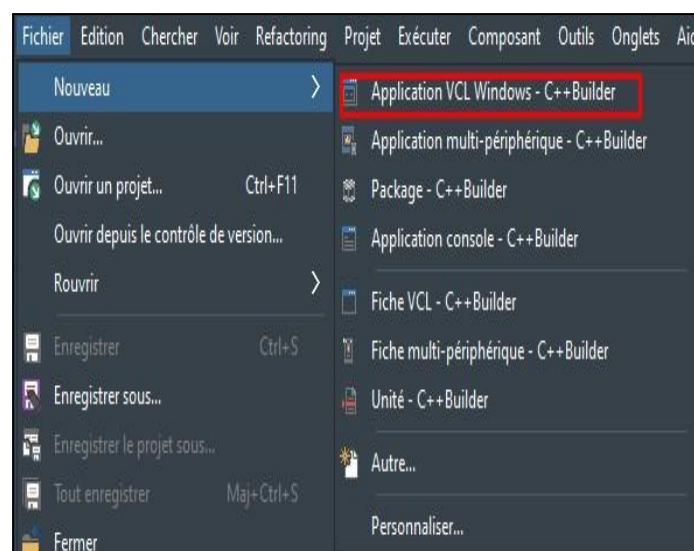 Fichier Edition Chercher Voir Refactoring Projet Exécuter Composant Outils Onglets
Nouveau
Ouvrir...
Ouvrir un projet... Ctrl+F11
Ouvrir depuis le contrôle de version...
Rouvrir
Enregistrer Ctrl+S
Enregistrer sous...
Enregistrer le projet sous...
Tout enregistrer Maj+Ctrl+S
Fermer
Application VCL Windows - C++Builder
Application multi-périphérique - C++Builder
Package - C++Builder
Application console - C++Builder
Fiche VCL - C++Builder
Fiche multi-périphérique - C++Builder
Unité - C++Builder
Autre...
Personnaliser...